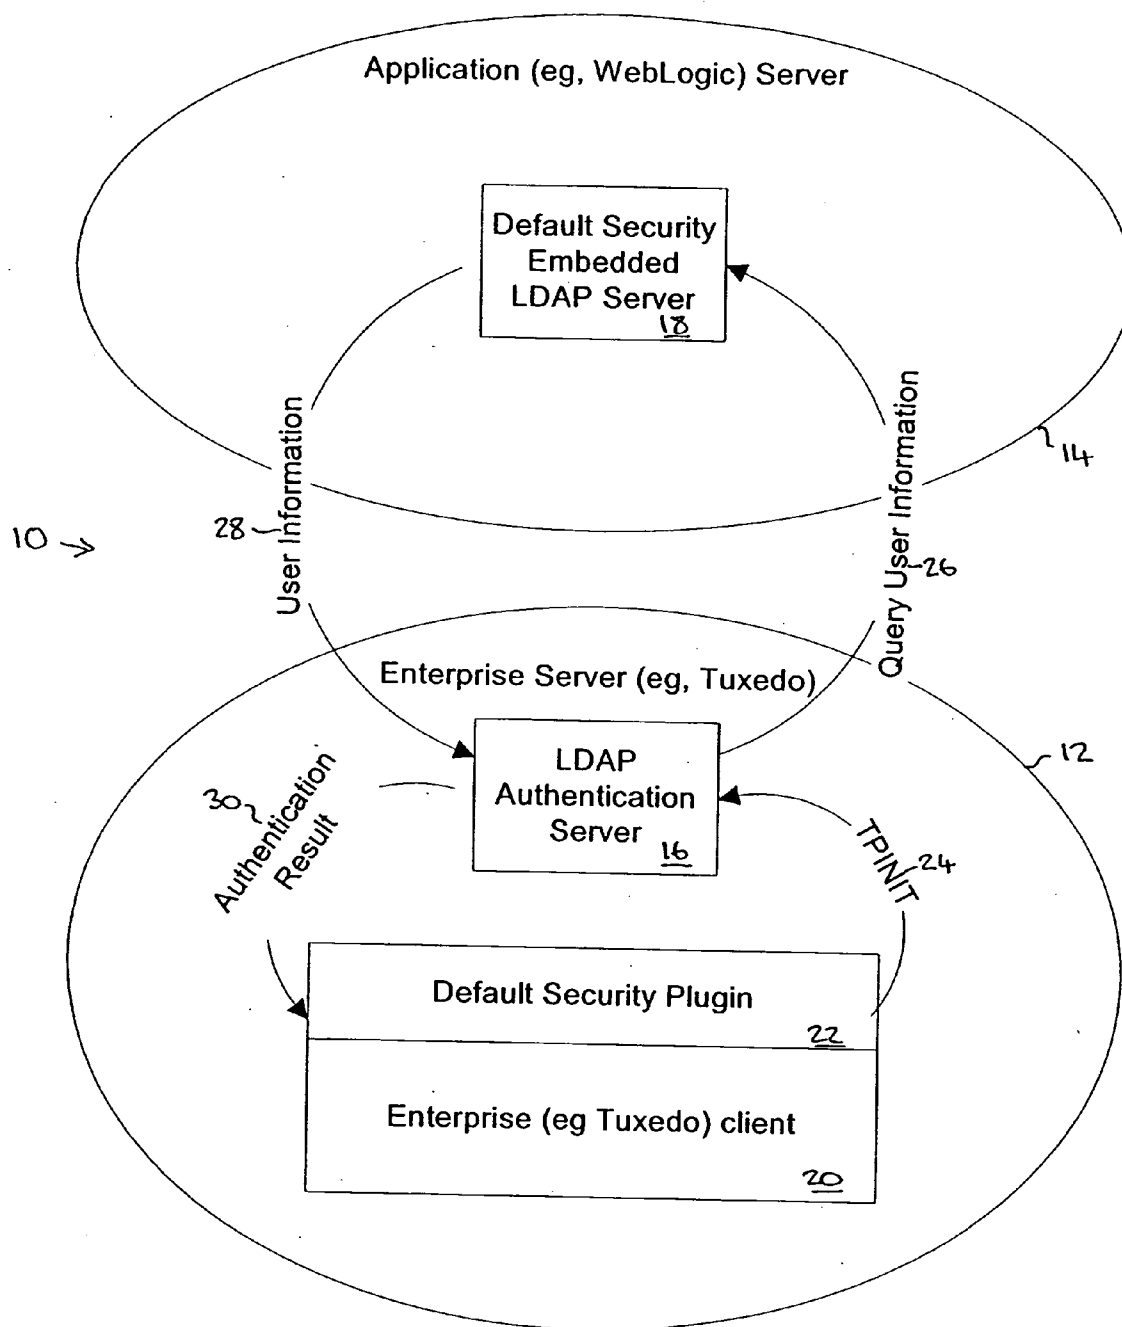 Application (eg, WebLogic) Server
Default Security
Embedded
LDAP Server
18
14
User Information
28
Query User Information
26
10
Enterprise Server (eg, Tuxedo)
12
LDAP
Authentication
Server
16
30
Authentication
Result
TPINIT
24
Default Security Plugin
22
Enterprise (eg Tuxedo) client
20